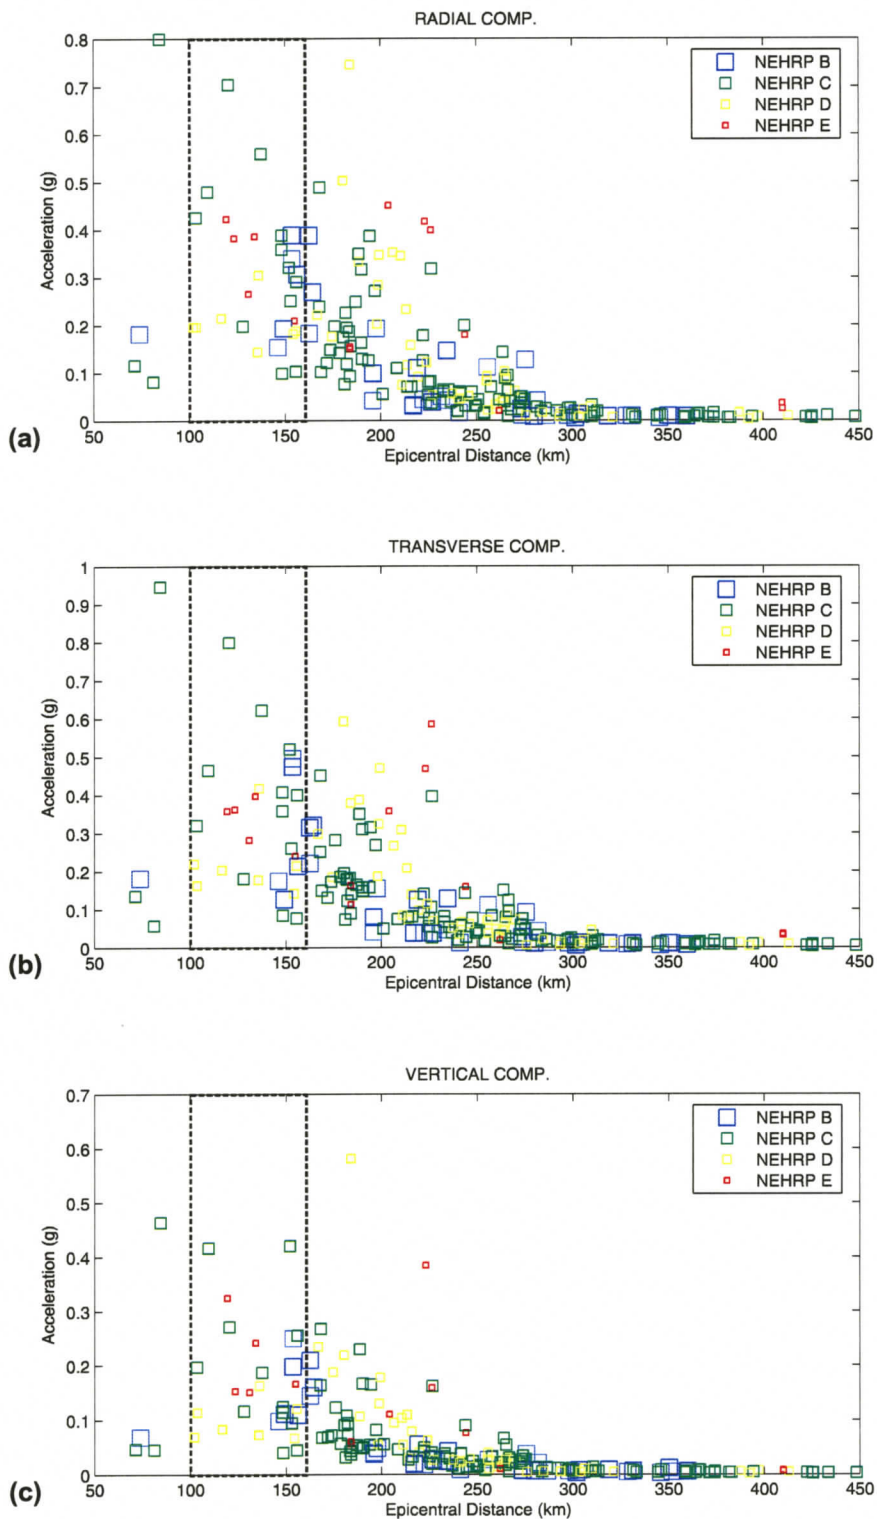 RADIAL COMP.
0.8
0.7
0.6
0.5
0.4
0.3
0.2
0.1
0
Acceleration (g)
NEHRP B
NEHRP C
NEHRP D
NEHRP E
50 100 150 200 250 300 350 400 450
Epicentral Distance (km)
(a)
TRANSVERSE COMP.
1
0.9
0.8
0.7
0.6
0.5
0.4
0.3
0.2
0.1
0
Acceleration (g)
NEHRP B
NEHRP C
NEHRP D
NEHRP E
50 100 150 200 250 300 350 400 450
Epicentral Distance (km)
(b)
VERTICAL COMP.
0.7
0.6
0.5
0.4
0.3
0.2
0.1
0
Acceleration (g)
NEHRP B
NEHRP C
NEHRP D
NEHRP E
50 100 150 200 250 300 350 400 450
Epicentral Distance (km)
(c)